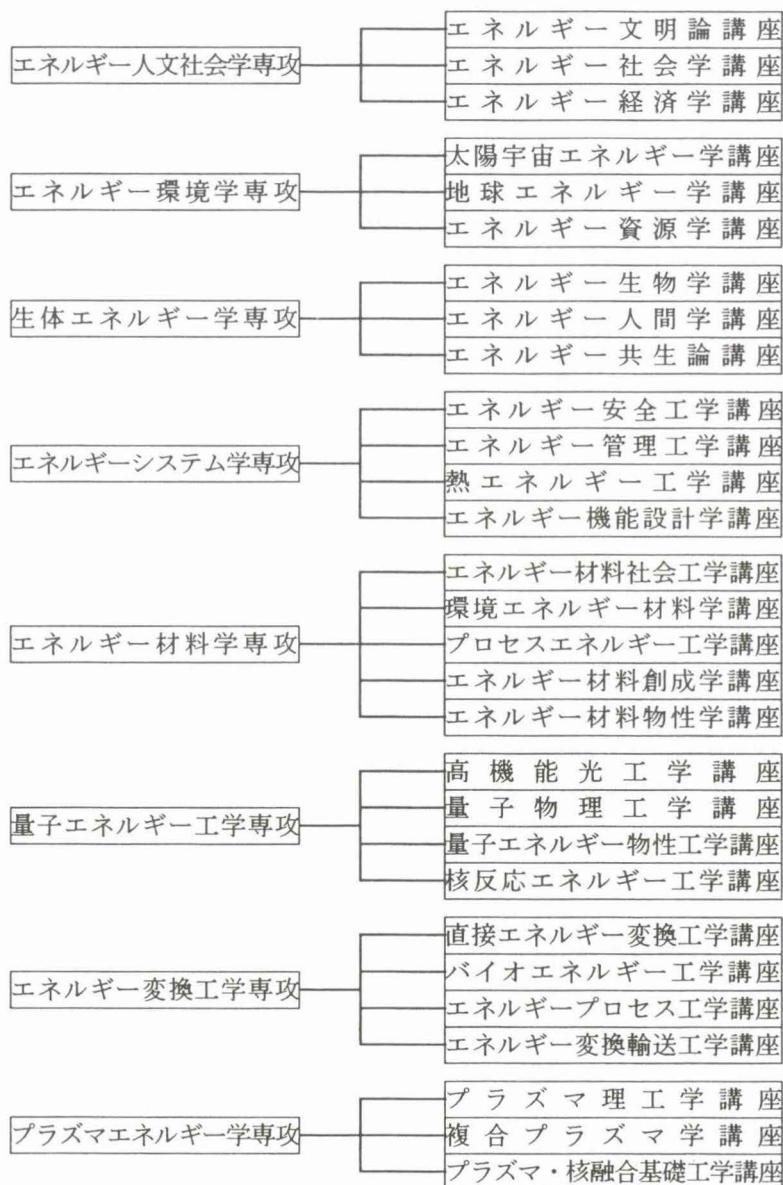 エネルギー人文社会学専攻
エネルギー文明論講座
エネルギー社会学講座
エネルギー経済学講座
エネルギー環境学専攻
太陽宇宙エネルギー学講座
地球エネルギー学講座
エネルギー資源学講座
生体エネルギー学専攻
エネルギー生物学講座
エネルギー人間学講座
エネルギー共生論講座
エネルギーシステム学専攻
エネルギー安全工学講座
エネルギー管理工学講座
熱エネルギー工学講座
エネルギー機能設計学講座
エネルギー材料学専攻
エネルギー材料社会工学講座
環境エネルギー材料学講座
プロセスエネルギー工学講座
エネルギー材料創成学講座
エネルギー材料物性学講座
量子エネルギー工学専攻
高機能光工学講座
量子物理工学講座
量子エネルギー物性工学講座
核反応エネルギー工学講座
エネルギー変換工学専攻
直接エネルギー変換工学講座
バイオエネルギー工学講座
エネルギープロセス工学講座
エネルギー変換輸送工学講座
プラズマエネルギー学専攻
プラズマ理工学講座
複合プラズマ学講座
プラズマ・核融合基礎工学講座